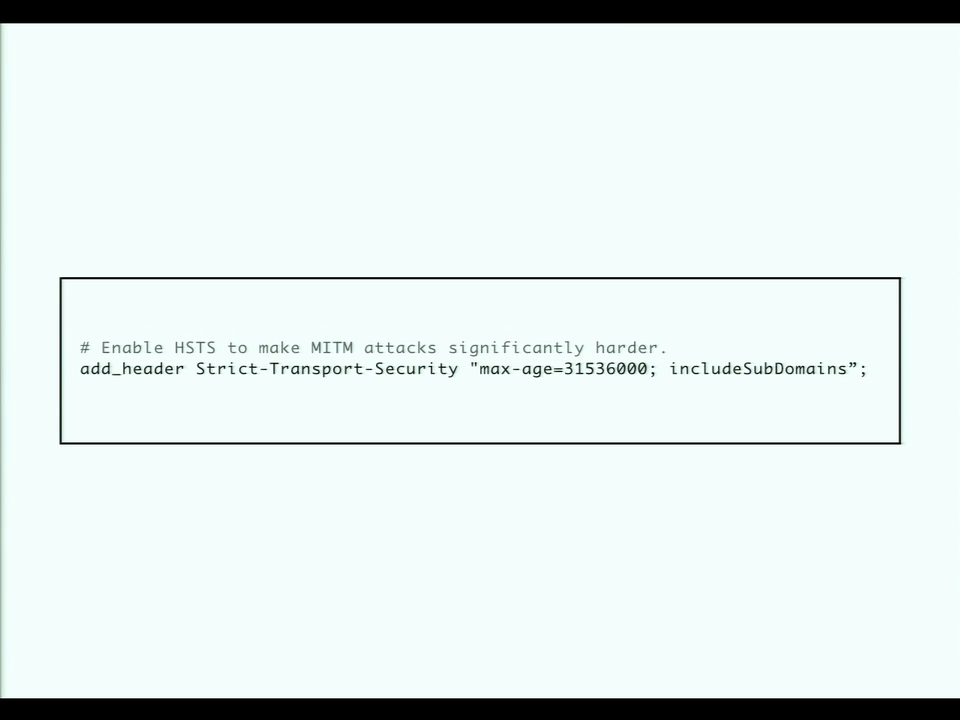 # Enable HSTS to make MITM attacks significantly harder.
add_header Strict-Transport-Security "max-age=31536000; includeSubDomains”;